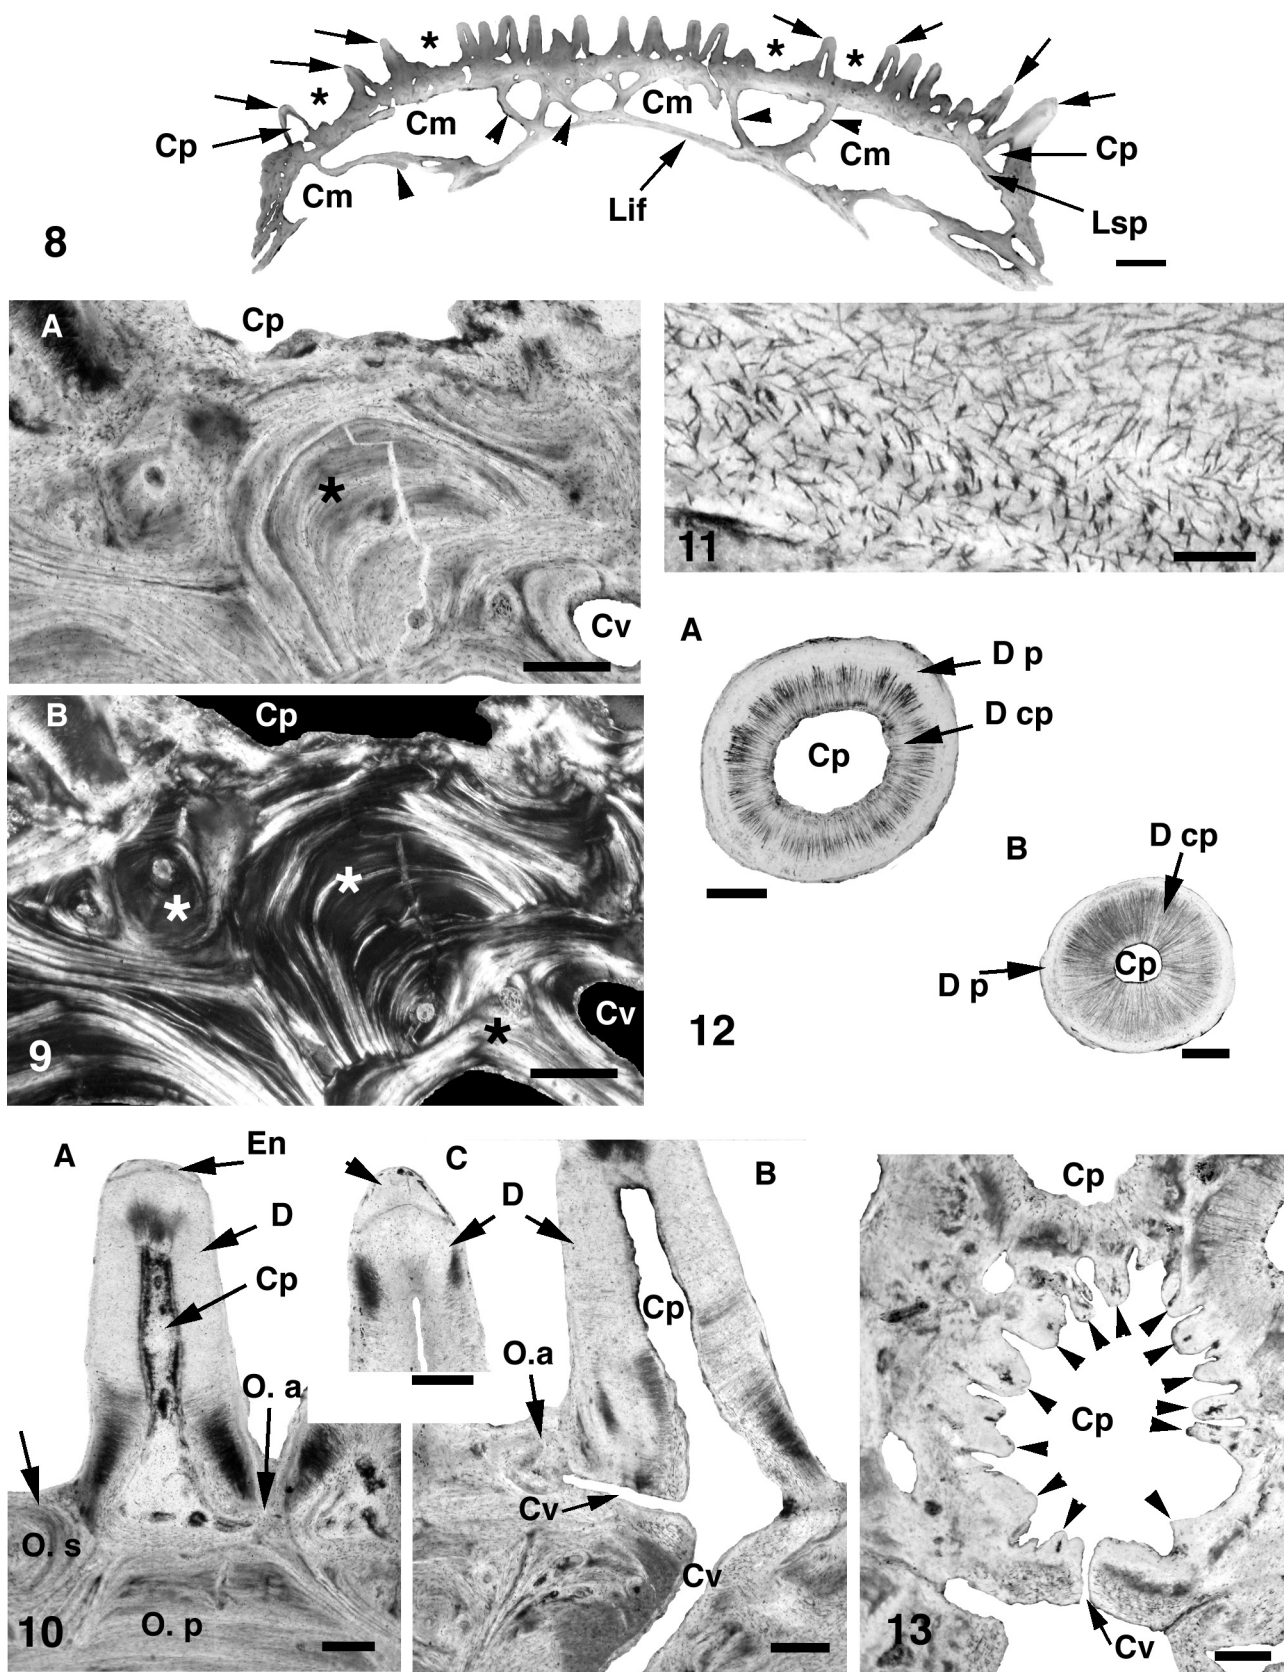 * * *
Cm Cm
Cp Cm Cp
Cm
Lif Lsp
8
A Cp
*
Cv
B Cp
*
*
Cv
*
9
11
A
D p
D cp
Cp
B
D cp
Cp
D p
12
A En C B
D D
Cp Cp
O.a
O. a
Cv
O. s
Cv
O. p
10
Cp
Cp
Cv
13